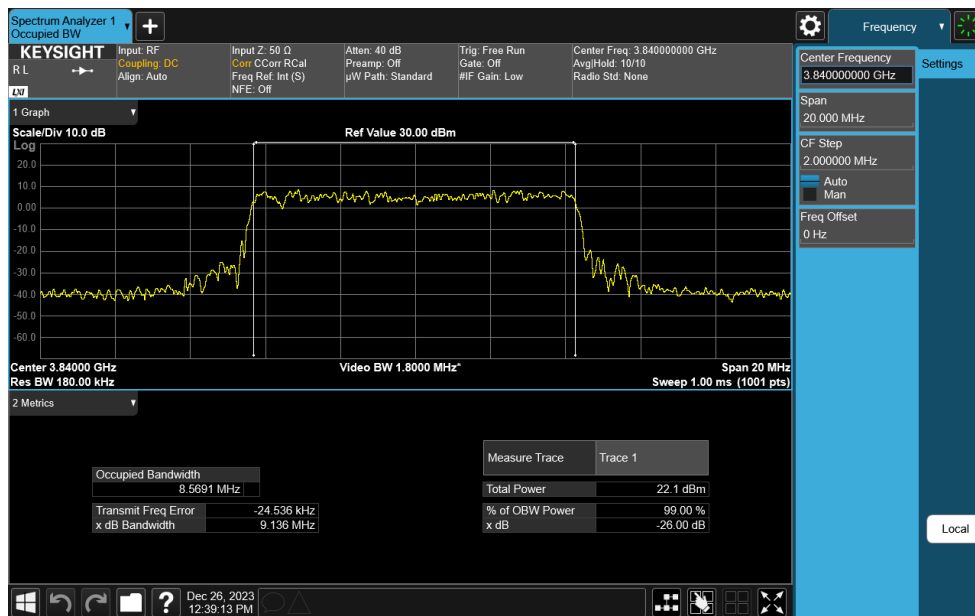 Spectrum Analyzer 1
Occupied BW
+
Frequency
KEYSIGHT
R L
LXI
Input: RF
Coupling: DC
Align: Auto
Input Z: 50 Ω
Corr CCorr RCal
Freq Ref: Int (S)
NFE: Off
Atten: 40 dB
Preamp: Off
µW Path: Standard
Trig: Free Run
Gate: Off
#IF Gain: Low
Center Freq: 3.840000000 GHz
Avg|Hold: 10/10
Radio Std: None
Center Frequency
3.840000000 GHz
Settings
Span
20.000 MHz
CF Step
2.000000 MHz
Auto
Man
Freq Offset
0 Hz
1 Graph
Scale/Div 10.0 dB
Ref Value 30.00 dBm
Log
20.0
10.0
0.00
-10.0
-20.0
-30.0
-40.0
-50.0
-60.0
Center 3.84000 GHz
Video BW 1.8000 MHz*
Span 20 MHz
Res BW 180.00 kHz
Sweep 1.00 ms (1001 pts)
2 Metrics
Measure Trace
Trace 1
Occupied Bandwidth
8.5691 MHz
Total Power
22.1 dBm
Transmit Freq Error
-24.536 kHz
% of OBW Power
99.00 %
x dB Bandwidth
9.136 MHz
x dB
-26.00 dB
Local
?
Dec 26, 2023
12:39:13 PM